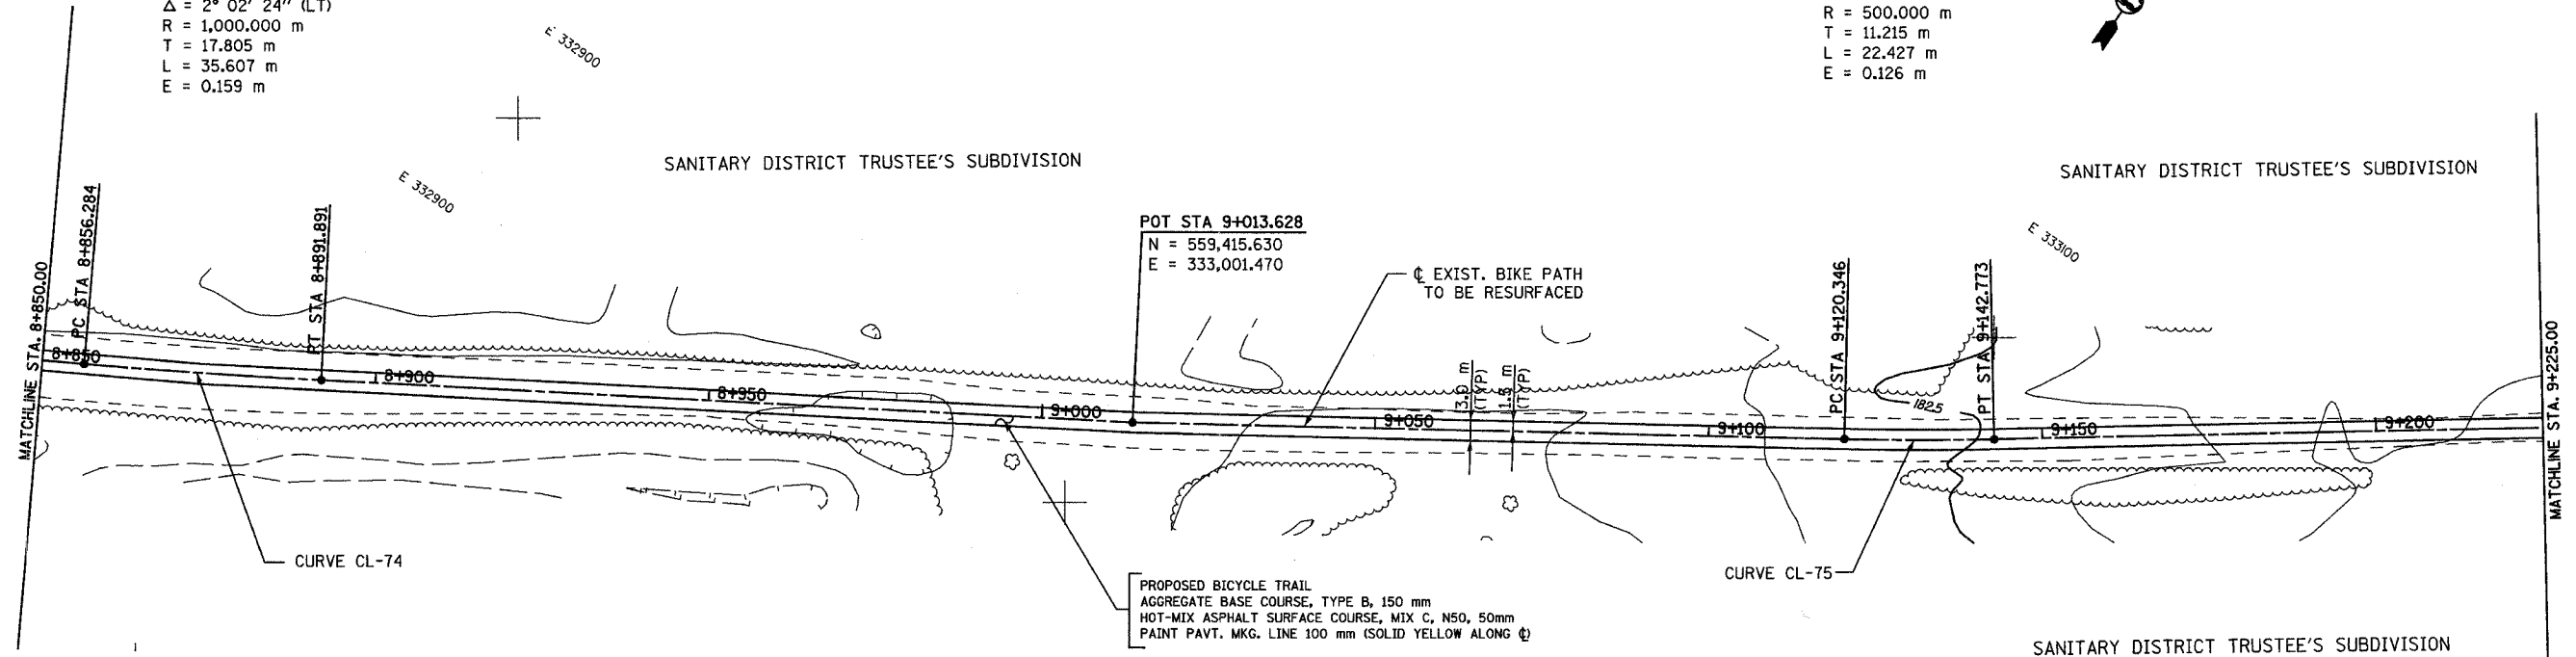 Δ = 2° 02' 24" (LT)
R = 1,000.000 m
T = 17.805 m
L = 35.607 m
E = 0.159 m
R = 500.000 m
T = 11.215 m
L = 22.427 m
E = 0.126 m
E 332900
E 332900
SANITARY DISTRICT TRUSTEE'S SUBDIVISION
SANITARY DISTRICT TRUSTEE'S SUBDIVISION
E 333100
MATCHLINE STA. 8+850.00
PC STA 8+856.284
PT STA 8+891.891
POT STA 9+013.628
N = 559,415.630
E = 333,001.470
℄ EXIST. BIKE PATH
TO BE RESURFACED
3.0 m
(TYP)
1.5 m
(TYP)
PC STA 9+120.346
PT STA 9+142.773
MATCHLINE STA. 9+225.00
8+850
8+900
8+950
9+000
9+050
9+100
9+150
9+200
182.5
CURVE CL-74
CURVE CL-75
PROPOSED BICYCLE TRAIL
AGGREGATE BASE COURSE, TYPE B, 150 mm
HOT-MIX ASPHALT SURFACE COURSE, MIX C, N50, 50mm
PAINT PAVT. MKG. LINE 100 mm (SOLID YELLOW ALONG ℄)
SANITARY DISTRICT TRUSTEE'S SUBDIVISION